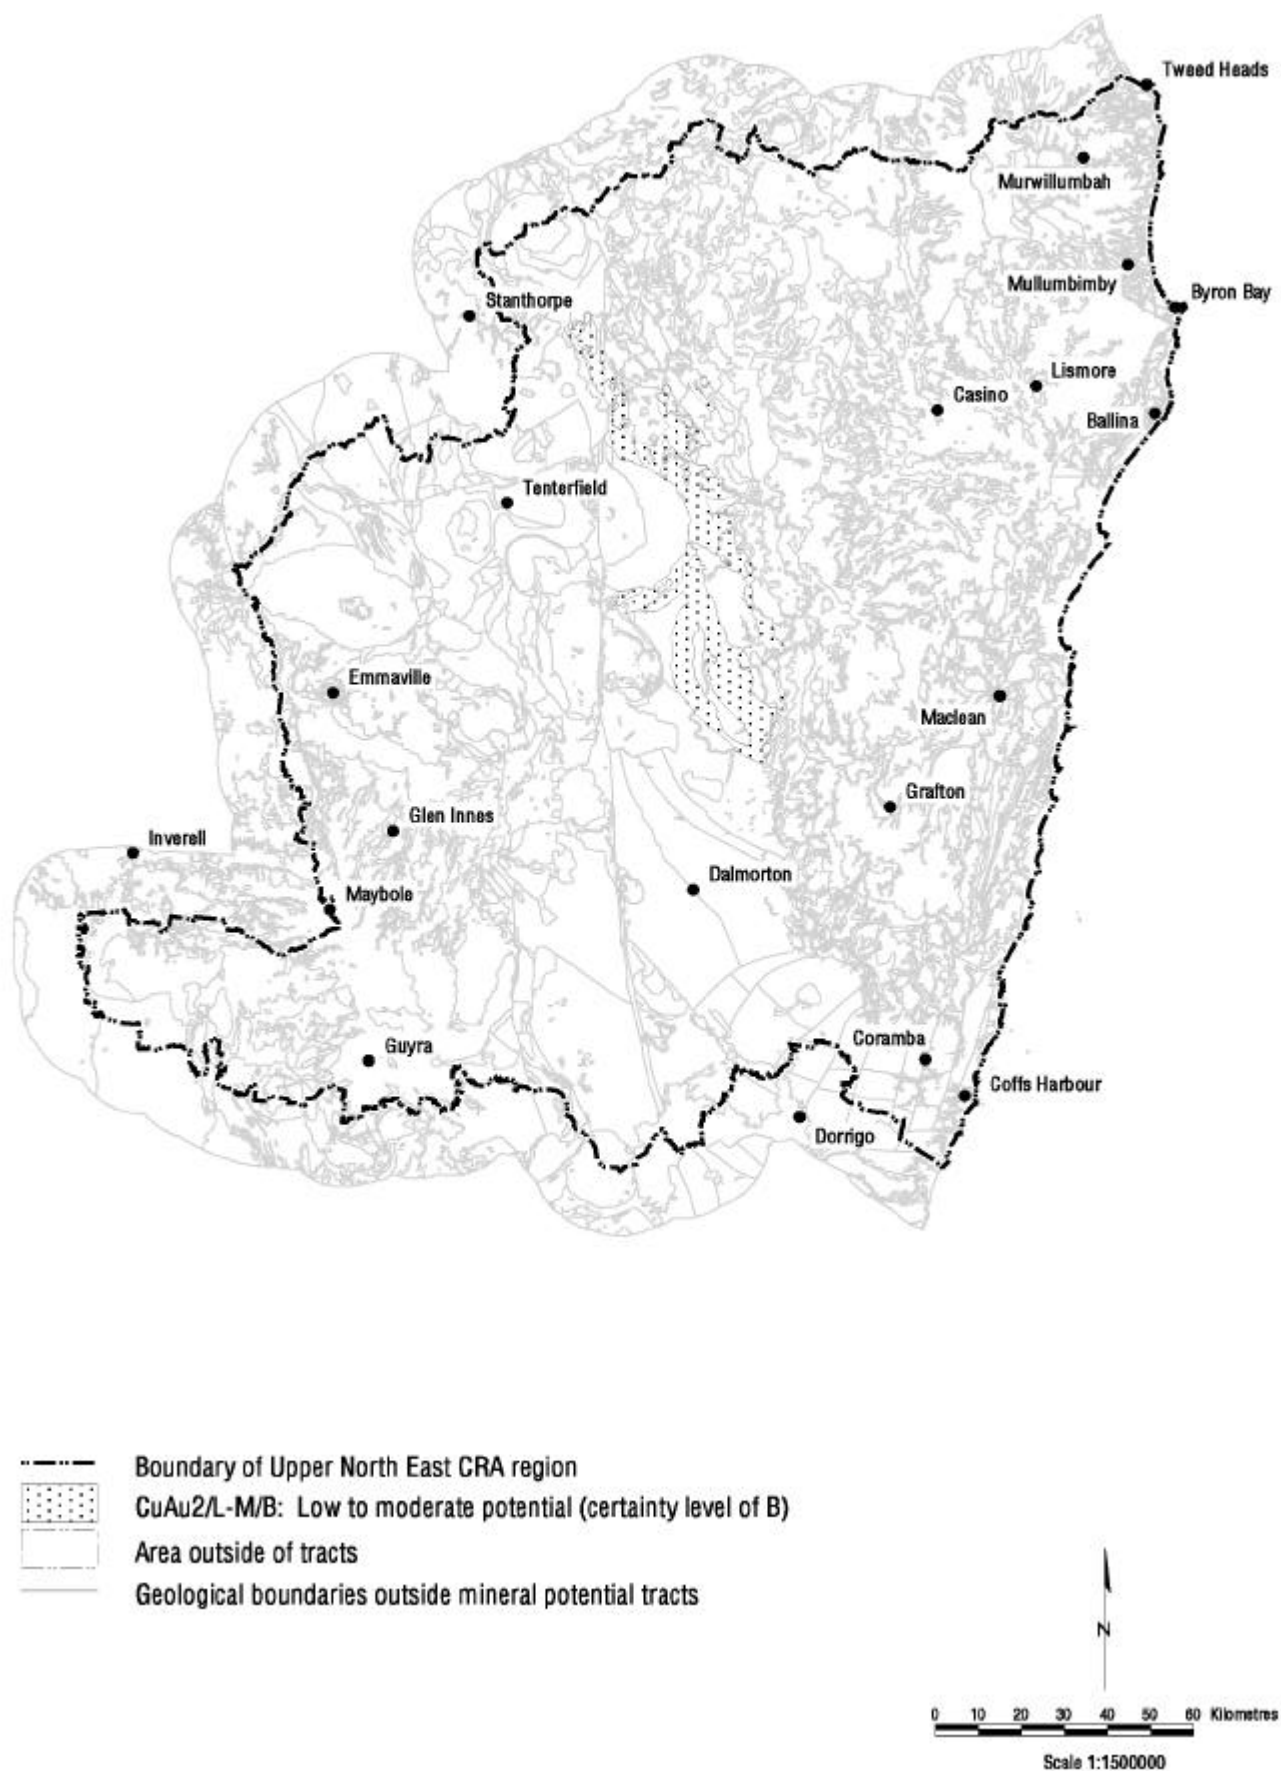 Tweed Heads
Murwillumbah
Mullumbimby
Byron Bay
Stanthorpe
Lismore
Casino
Ballina
Tenterfield
Emmaville
Maclean
Grafton
Glen Innes
Inverell
Dalmorton
Maybole
Coramba
Guyra
Coffs Harbour
Dorrigo
Boundary of Upper North East CRA region
CuAu2/L-M/B: Low to moderate potential (certainty level of B)
Area outside of tracts
Geological boundaries outside mineral potential tracts
N
0 10 20 30 40 50 60 Kilometres
Scale 1:1500000